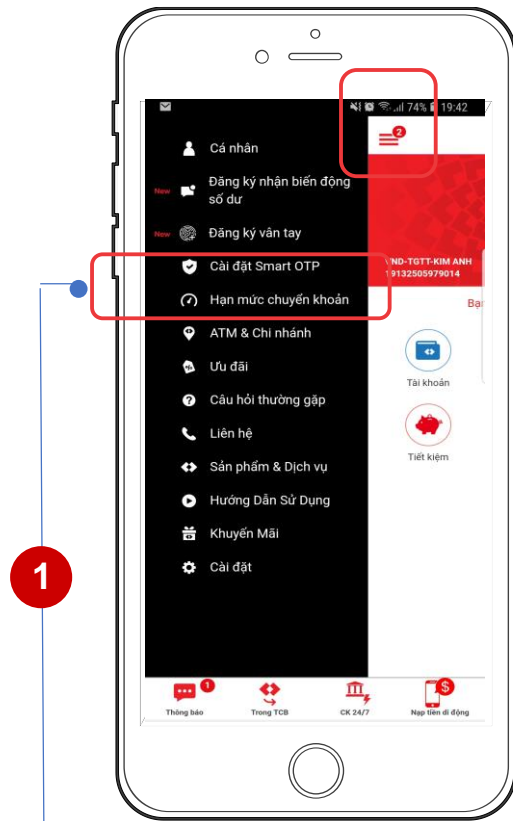 74% 19:42
2
Cá nhân
New Đăng ký nhận biến động
số dư
New Đăng ký vân tay
Cài đặt Smart OTP
Hạn mức chuyển khoản
ATM & Chi nhánh
Ưu đãi
Câu hỏi thường gặp
Liên hệ
Sản phẩm & Dịch vụ
Hướng Dẫn Sử Dụng
Khuyến Mãi
Cài đặt
VND-TGTT-KIM ANH
19132505979014
Bạ
Tài khoản
Tiết kiệm
1
1
Thông báo
Trong TCB
CK 24/7
$
Nạp tiền di động